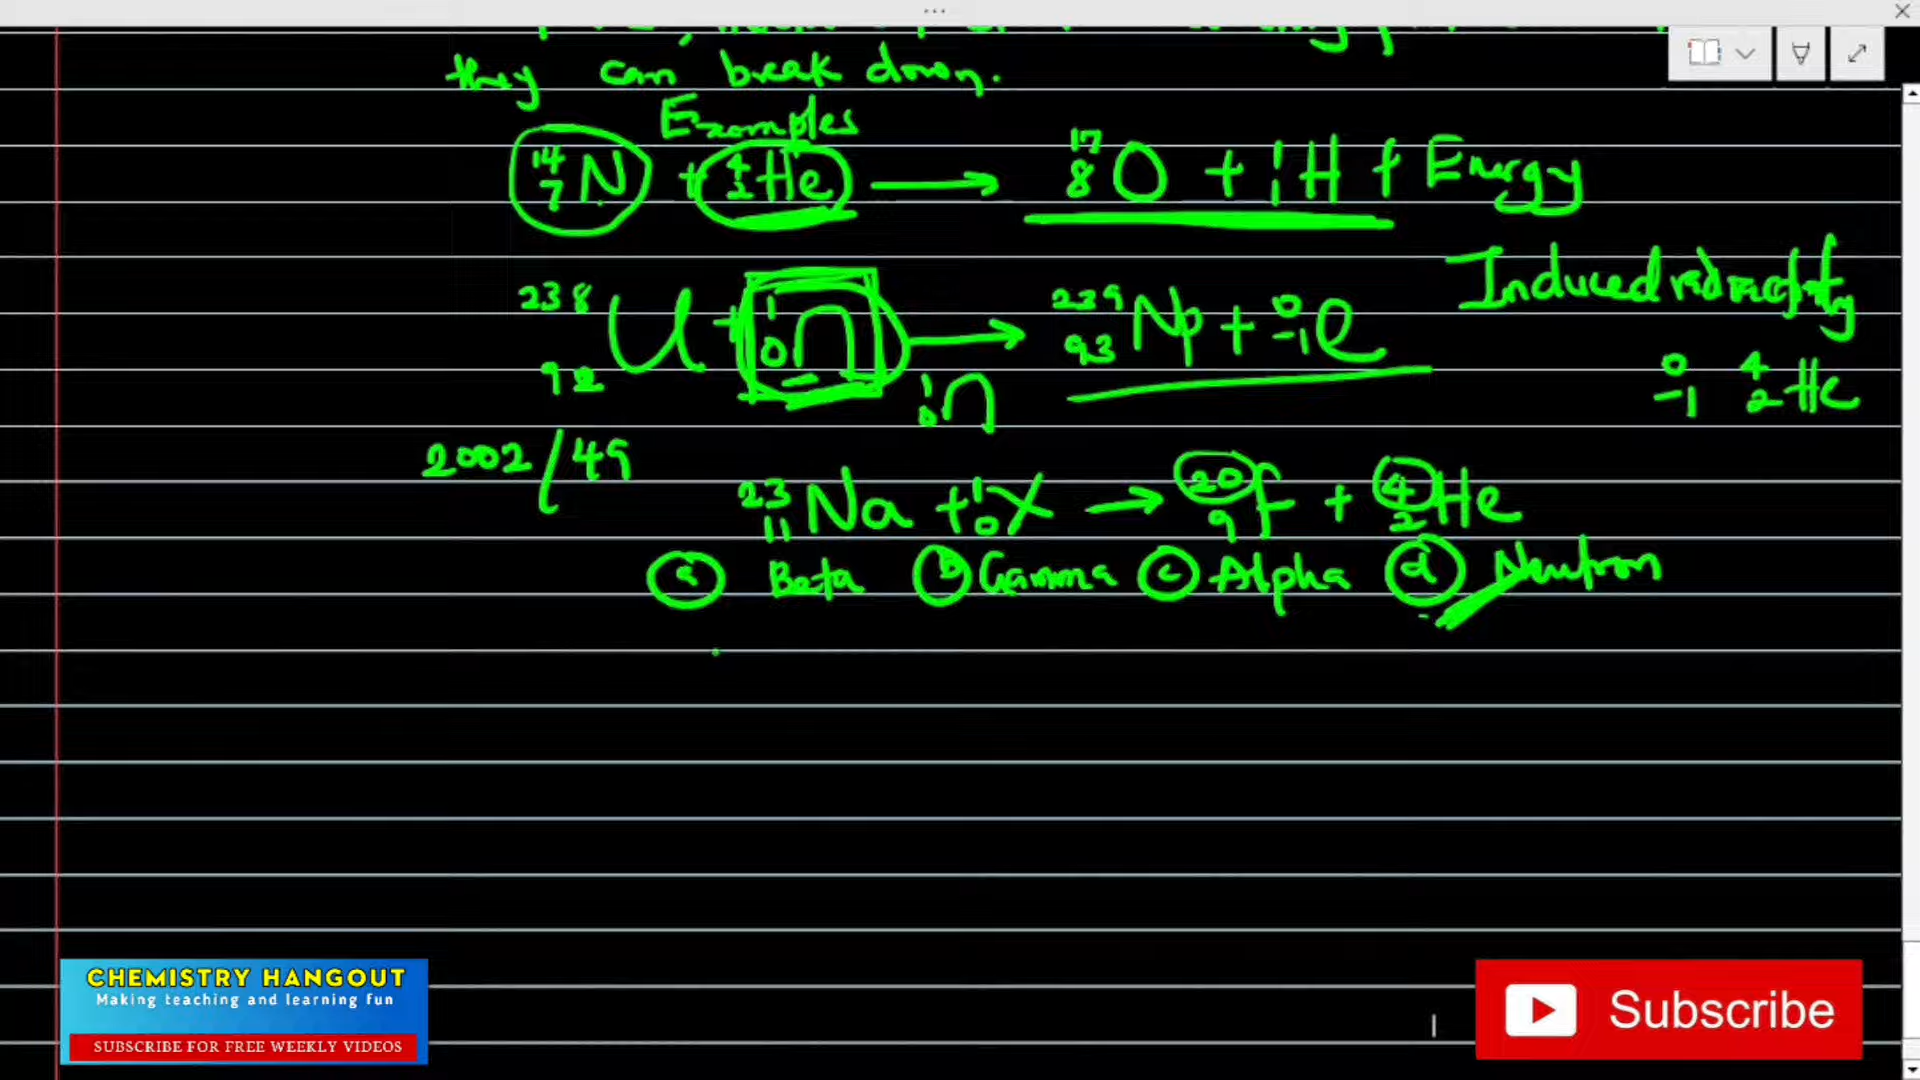 they can break down.
Examples
¹⁴₇N + ⁴₂He → ¹⁷₈O + ¹₁H + Energy
Induced radioactivity
²³⁸₉₂U + ¹₀n → ²³⁹₉₃Np + ⁰₋₁e
¹₀n
⁰₋₁ ⁴₂He
2002/49
²³₁₁Na + ¹₀X → ²⁰₉f + ⁴₂He
(a) Beta (b) Gamma (c) Alpha (d) Neutron
CHEMISTRY HANGOUT
Making teaching and learning fun
SUBSCRIBE FOR FREE WEEKLY VIDEOS
Subscribe